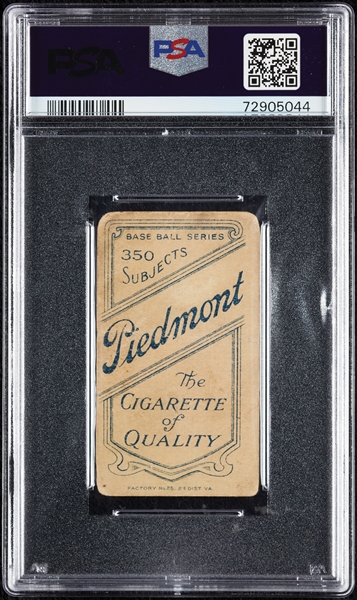 PSA
PSA
72905044
BASE BALL SERIES
350
SUBJECTS
Piedmont
The
CIGARETTE
of
QUALITY
FACTORY No 25, 2nd DIST. VA.